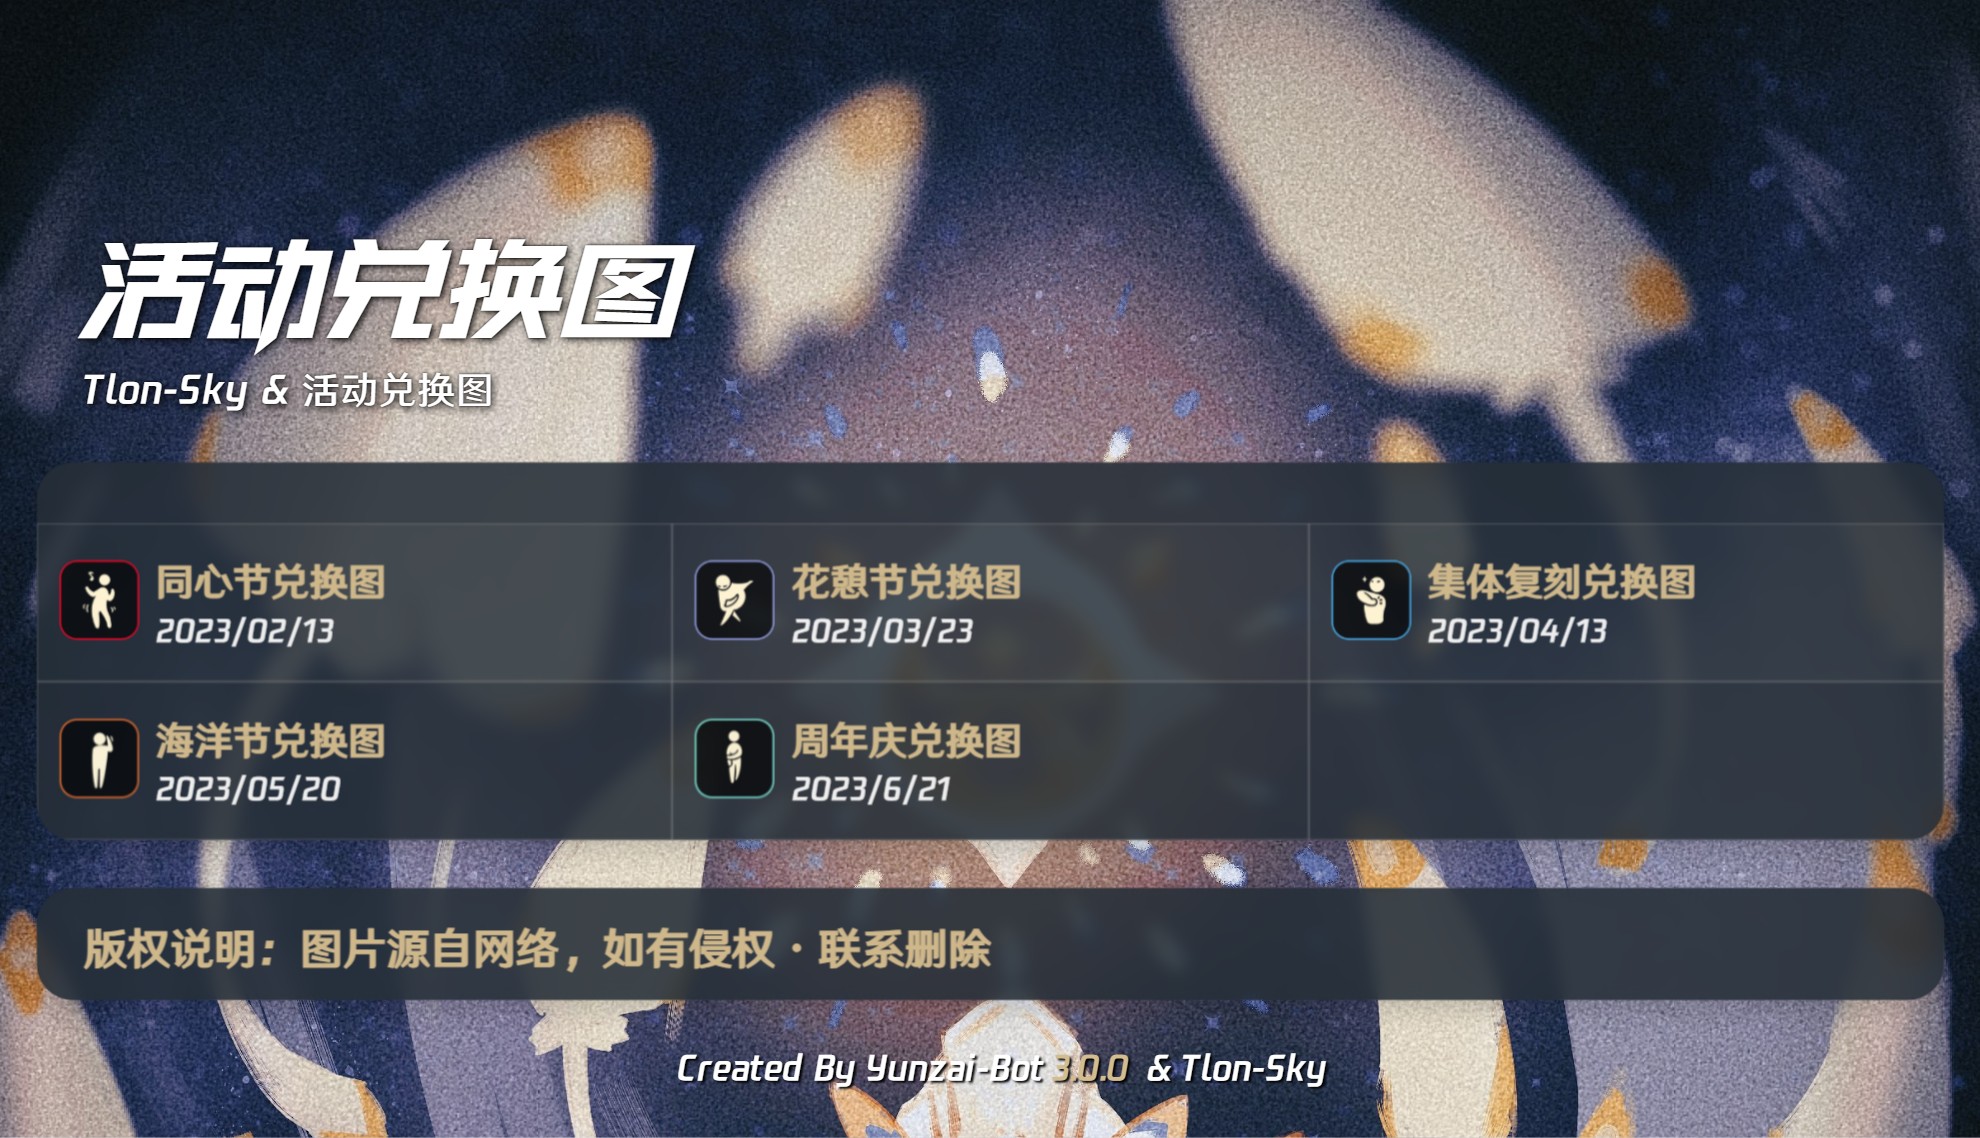 活动兑换图
Tlon-Sky & 活动兑换图
同心节兑换图
2023/02/13
花憩节兑换图
2023/03/23
集体复刻兑换图
2023/04/13
海洋节兑换图
2023/05/20
周年庆兑换图
2023/6/21
版权说明：图片源自网络，如有侵权·联系删除
Created By Yunzai-Bot 3.0.0 & Tlon-Sky